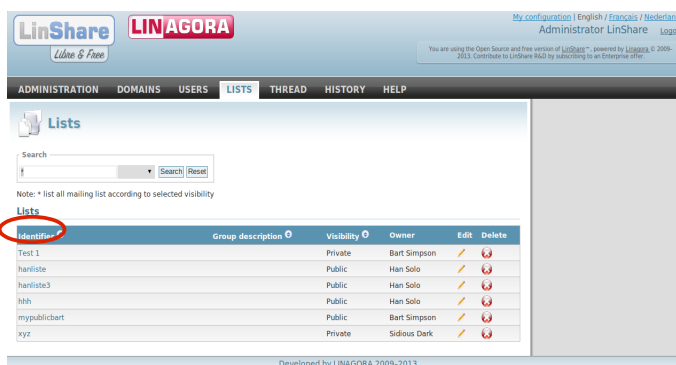 My configuration | English / Français / Nederlan
Administrator LinShare Logo
LinShare
Libre & Free
LINAGORA
You are using the Open Source and free version of LinShare™, powered by Linagora © 2009-
2013. Contribute to LinShare R&D by subscribing to an Enterprise offer.
ADMINISTRATION DOMAINS USERS LISTS THREAD HISTORY HELP
Lists
Search
* Search Reset
Note: * list all mailing list according to selected visibility
Lists
Identifier Group description Visibility Owner Edit Delete
Test 1 Private Bart Simpson
hanliste Public Han Solo
hanliste3 Public Han Solo
hhh Public Han Solo
mypublicbart Public Bart Simpson
xyz Private Sidious Dark
Developed by LINAGORA 2009–2013